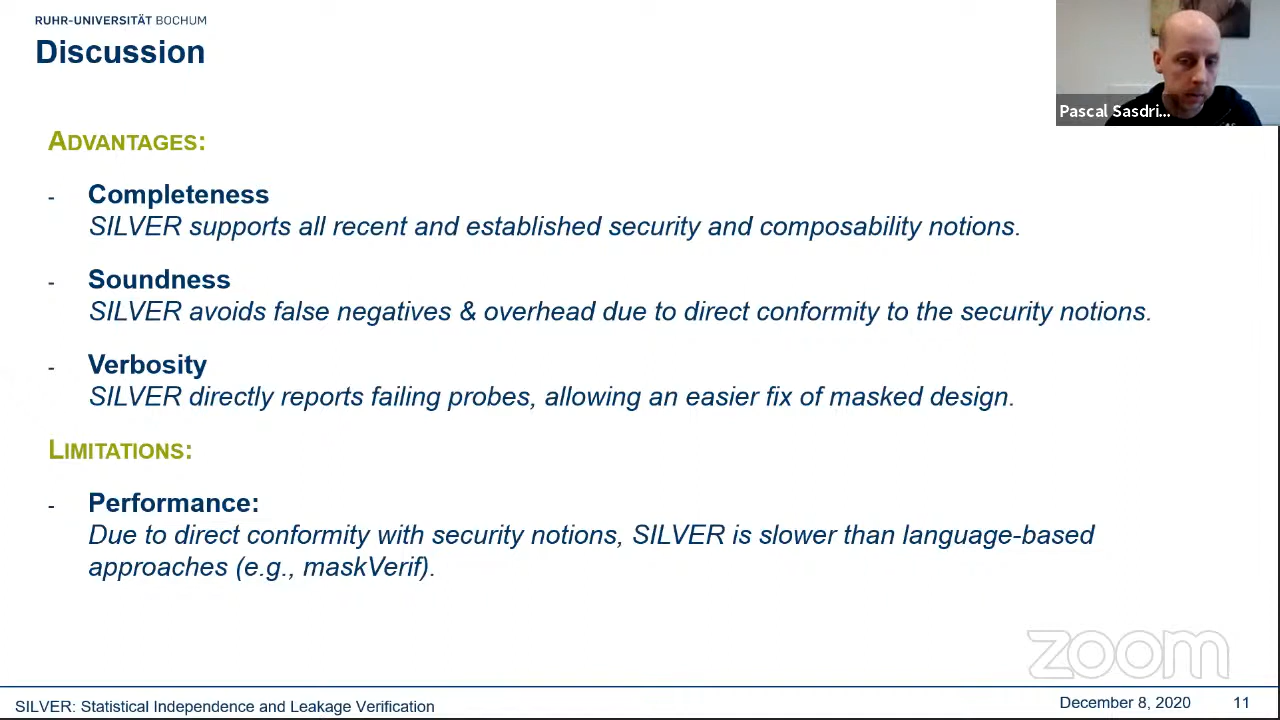 RUHR-UNIVERSITÄT BOCHUM
Discussion
Pascal Sasdri...
ADVANTAGES:
- Completeness
SILVER supports all recent and established security and composability notions.
- Soundness
SILVER avoids false negatives & overhead due to direct conformity to the security notions.
- Verbosity
SILVER directly reports failing probes, allowing an easier fix of masked design.
LIMITATIONS:
- Performance:
Due to direct conformity with security notions, SILVER is slower than language-based
approaches (e.g., maskVerif).
zoom
SILVER: Statistical Independence and Leakage Verification
December 8, 2020 11